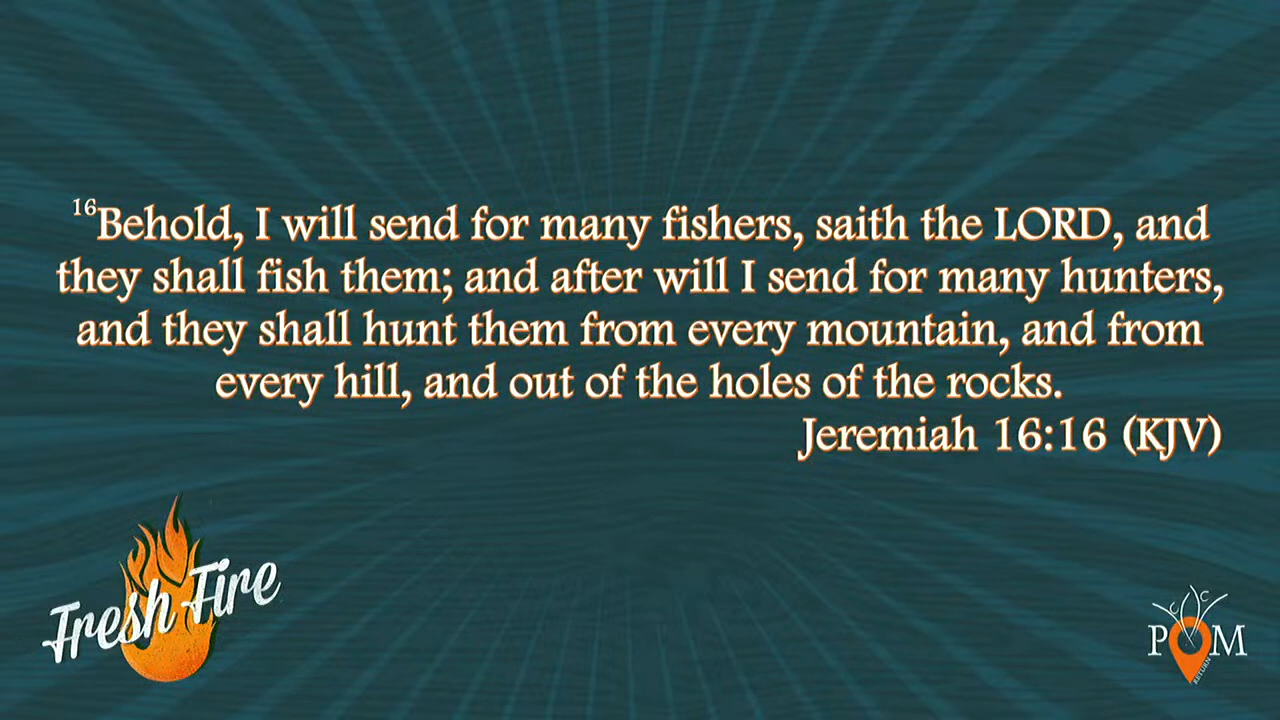 16Behold, I will send for many fishers, saith the LORD, and
they shall fish them; and after will I send for many hunters,
and they shall hunt them from every mountain, and from
every hill, and out of the holes of the rocks.
Jeremiah 16:16 (KJV)
Fresh Fire
C C
P M
RETURN